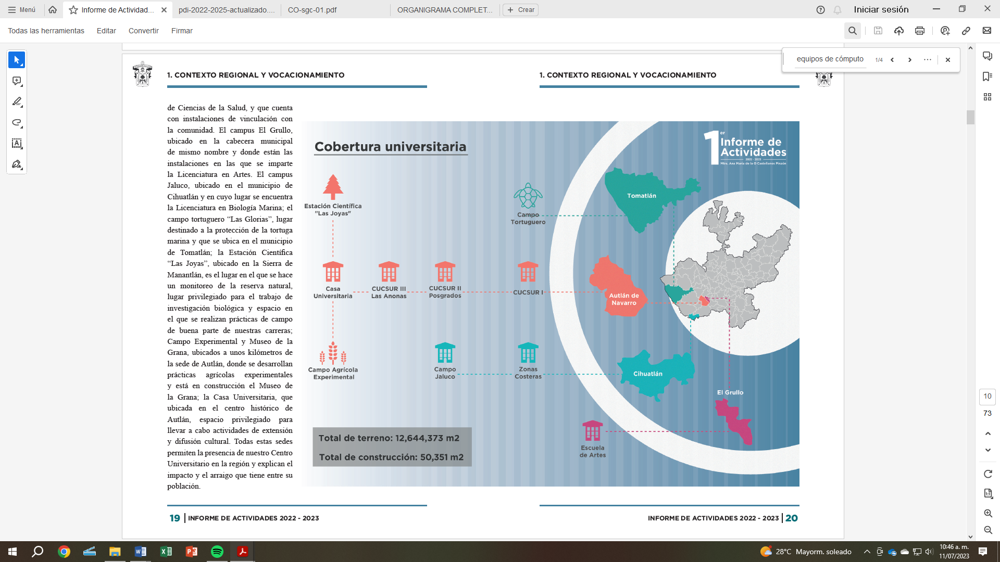 Menú
Informe de Actividad...
pdi-2022-2025-actualizado....
CO-sgc-01.pdf
ORGANIGRAMA COMPLET...
Crear
Iniciar sesión
Todas las herramientas
Editar
Convertir
Firmar
equipos de cómputo
1/4
1. CONTEXTO REGIONAL Y VOCACIONAMIENTO
1. CONTEXTO REGIONAL Y VOCACIONAMIENTO
de Ciencias de la Salud, y que cuenta
con instalaciones de vinculación con
la comunidad. El campus El Grullo,
ubicado en la cabecera municipal
de mismo nombre y donde están las
instalaciones en las que se imparte
la Licenciatura en Artes. El campus
Jaluco, ubicado en el municipio de
Cihuatlán y en cuyo lugar se encuentra
la Licenciatura en Biología Marina; el
campo tortuguero “Las Glorias”, lugar
destinado a la protección de la tortuga
marina y que se ubica en el municipio
de Tomatlán; la Estación Científica
“Las Joyas”, ubicado en la Sierra de
Manantlán, es el lugar en el que se hace
un monitoreo de la reserva natural,
lugar privilegiado para el trabajo de
investigación biológica y espacio en
el que se realizan prácticas de campo
de buena parte de nuestras carreras;
Campo Experimental y Museo de la
Grana, ubicados a unos kilómetros de
la sede de Autlán, donde se desarrollan
prácticas agrícolas experimentales
y está en construcción el Museo de
la Grana; la Casa Universitaria, que
ubicada en el centro histórico de
Autlán, espacio privilegiado para
llevar a cabo actividades de extensión
y difusión cultural. Todas estas sedes
permiten la presencia de nuestro Centro
Universitario en la región y explican el
impacto y el arraigo que tiene entre su
población.
Cobertura universitaria
1er
Informe de
Actividades
2022 - 2023
Mtra. Ana María de la O Castellanos Pinzón
Estación Científica
"Las Joyas"
Campo
Tortuguero
Tomatlán
Casa
Universitaria
CUCSUR III
Las Anonas
CUCSUR II
Posgrados
CUCSUR I
Autlán de
Navarro
Campo Agrícola
Experimental
Campo
Jaluco
Zonas
Costeras
Cihuatlán
El Grullo
Escuela
de Artes
Total de terreno: 12,644,373 m2
Total de construcción: 50,351 m2
19 | INFORME DE ACTIVIDADES 2022 - 2023
INFORME DE ACTIVIDADES 2022 - 2023 | 20
10
73
28°C Mayorm. soleado
10:46 a. m.
11/07/2023